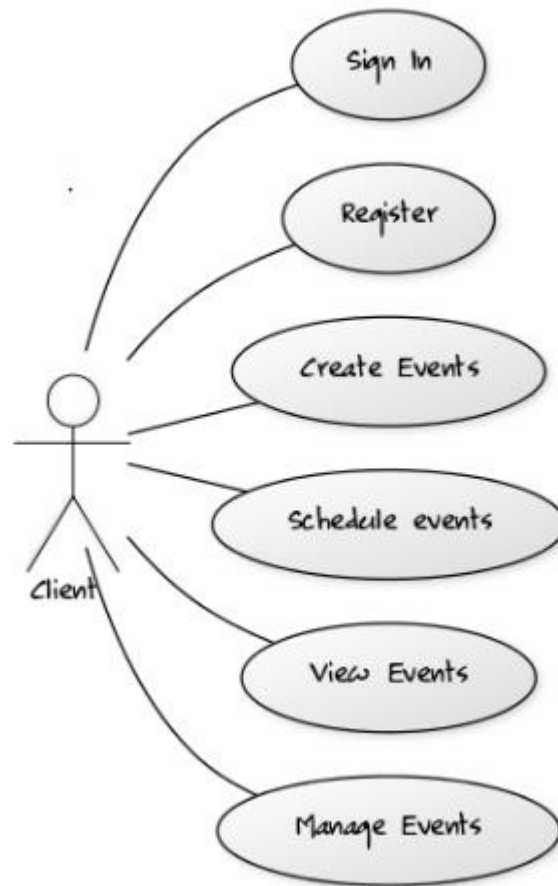 Sign In
Register
Create Events
Schedule events
Client
View Events
Manage Events